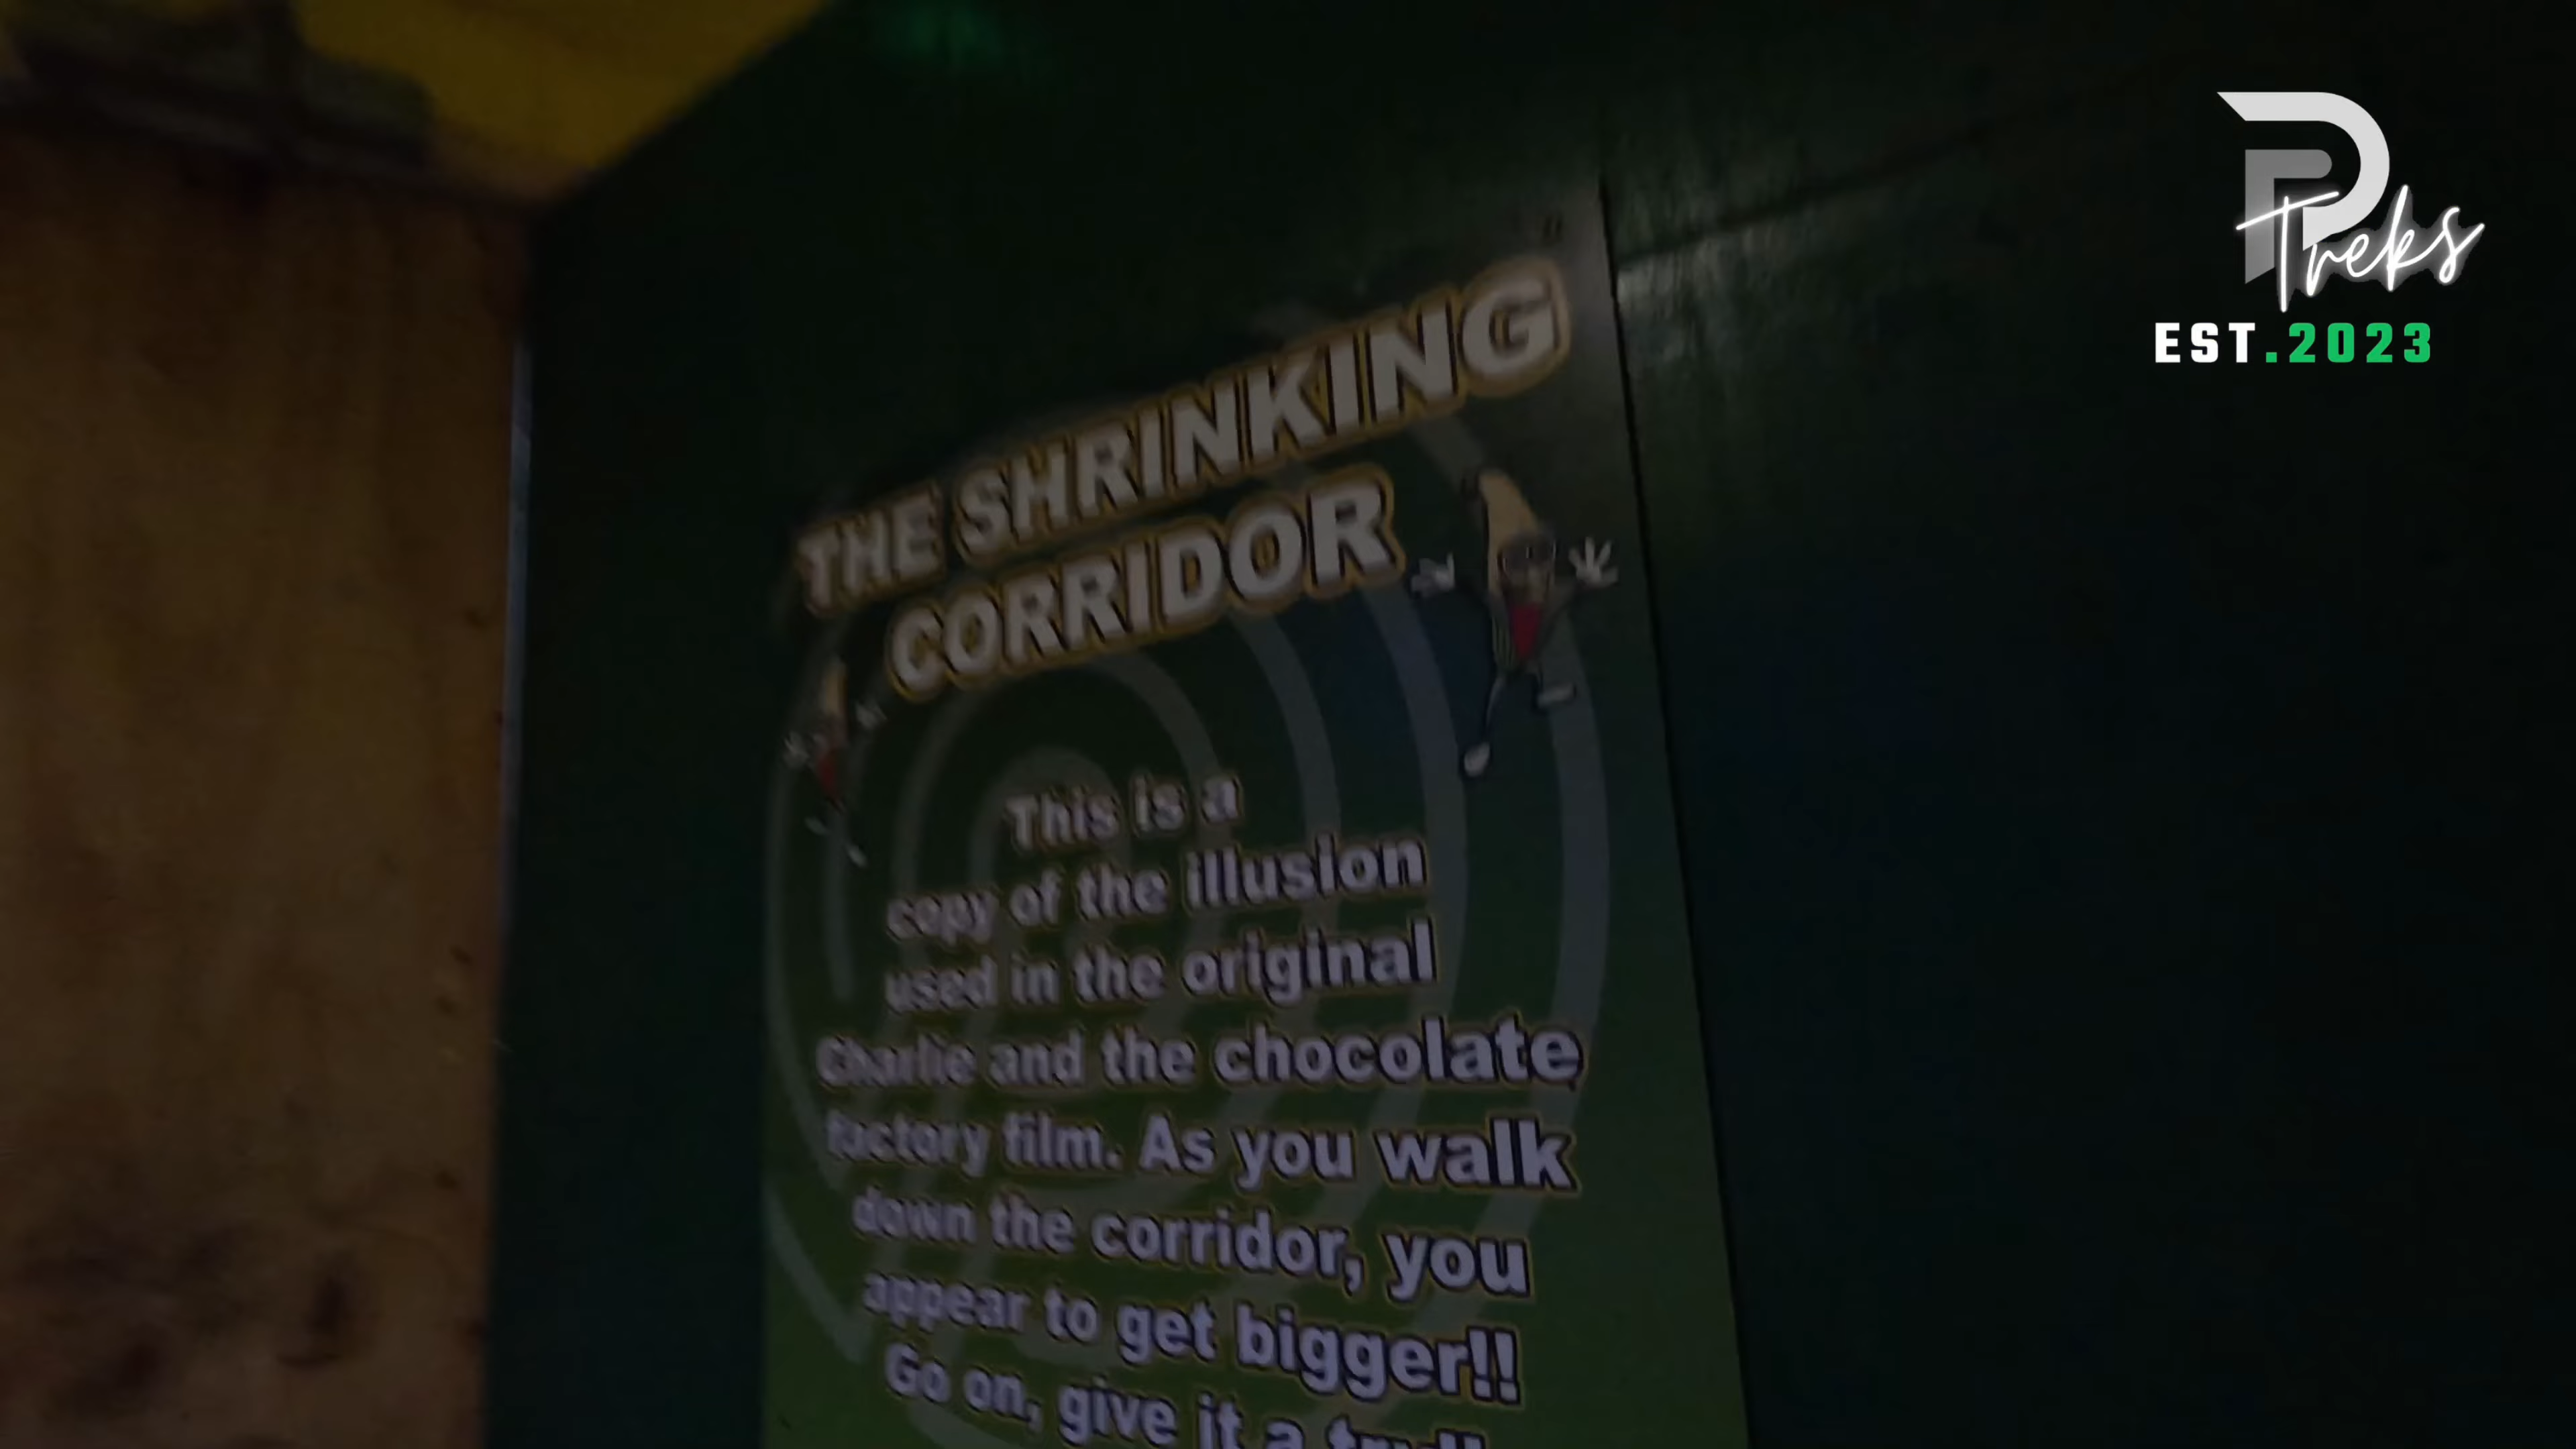 Treks
EST.2023
THE SHRINKING
CORRIDOR
This is a
copy of the illusion
used in the original
Charlie and the chocolate
factory film. As you walk
down the corridor, you
appear to get bigger!!
Go on, give it a try!!